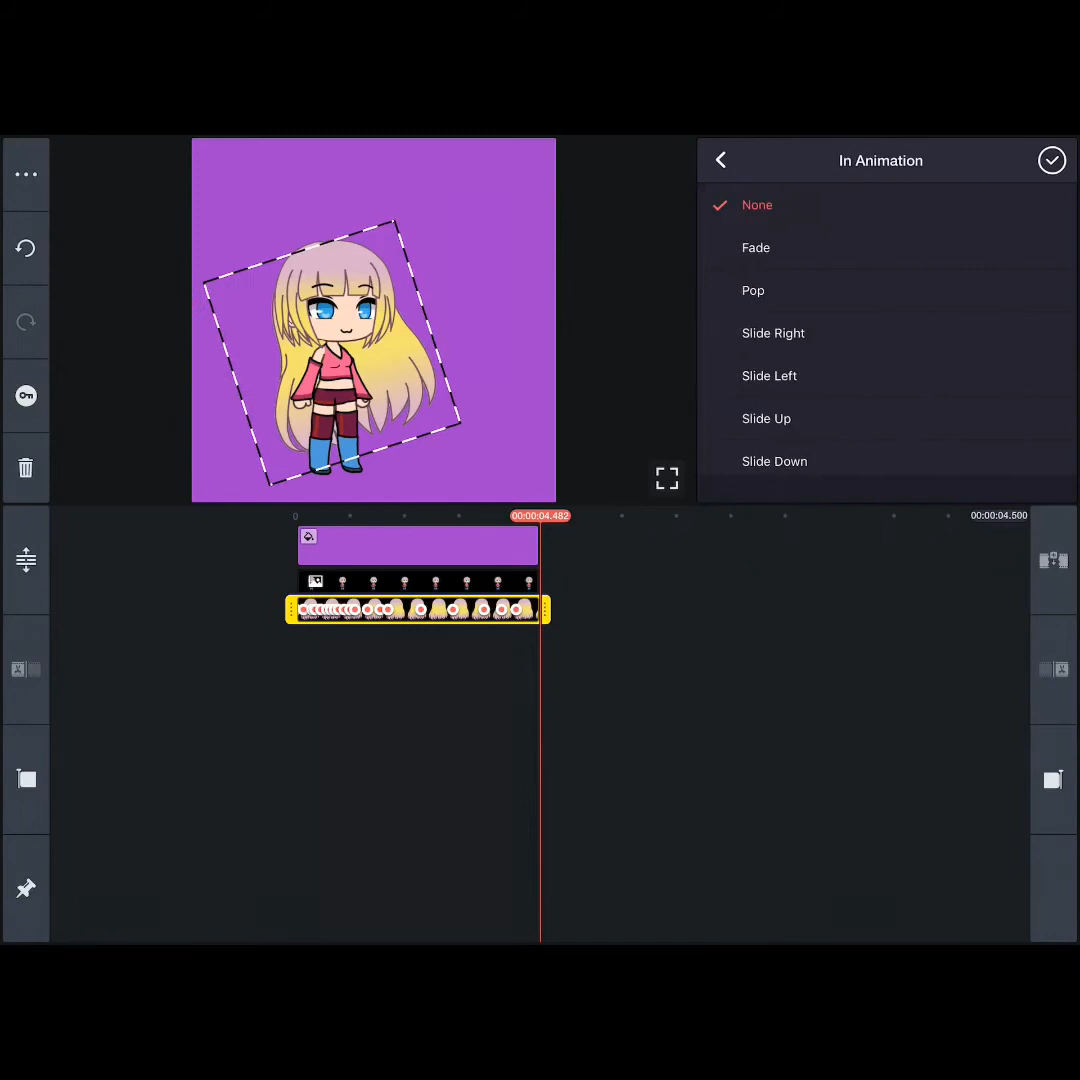 In Animation
None
Fade
Pop
Slide Right
Slide Left
Slide Up
Slide Down
0
00:00:04.482
00:00:04.500